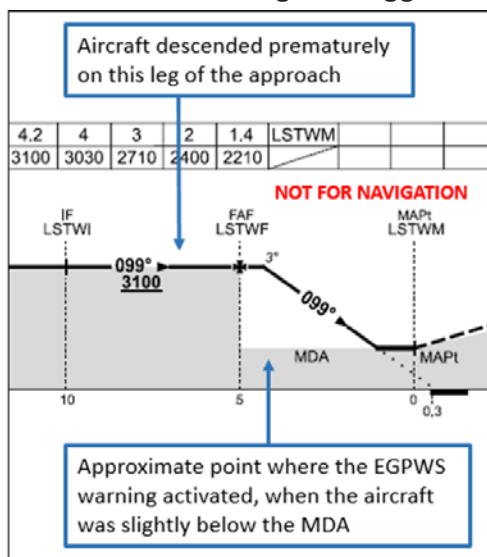 Aircraft descended prematurely
on this leg of the approach
4.2 4 3 2 1.4 LSTWM
3100 3030 2710 2400 2210
NOT FOR NAVIGATION
IF FAF MAPt
LSTWI LSTWF LSTWM
3°
099°
3100
099°
MDA MAPt
10 5 0
0,3
Approximate point where the EGPWS
warning activated, when the aircraft
was slightly below the MDA